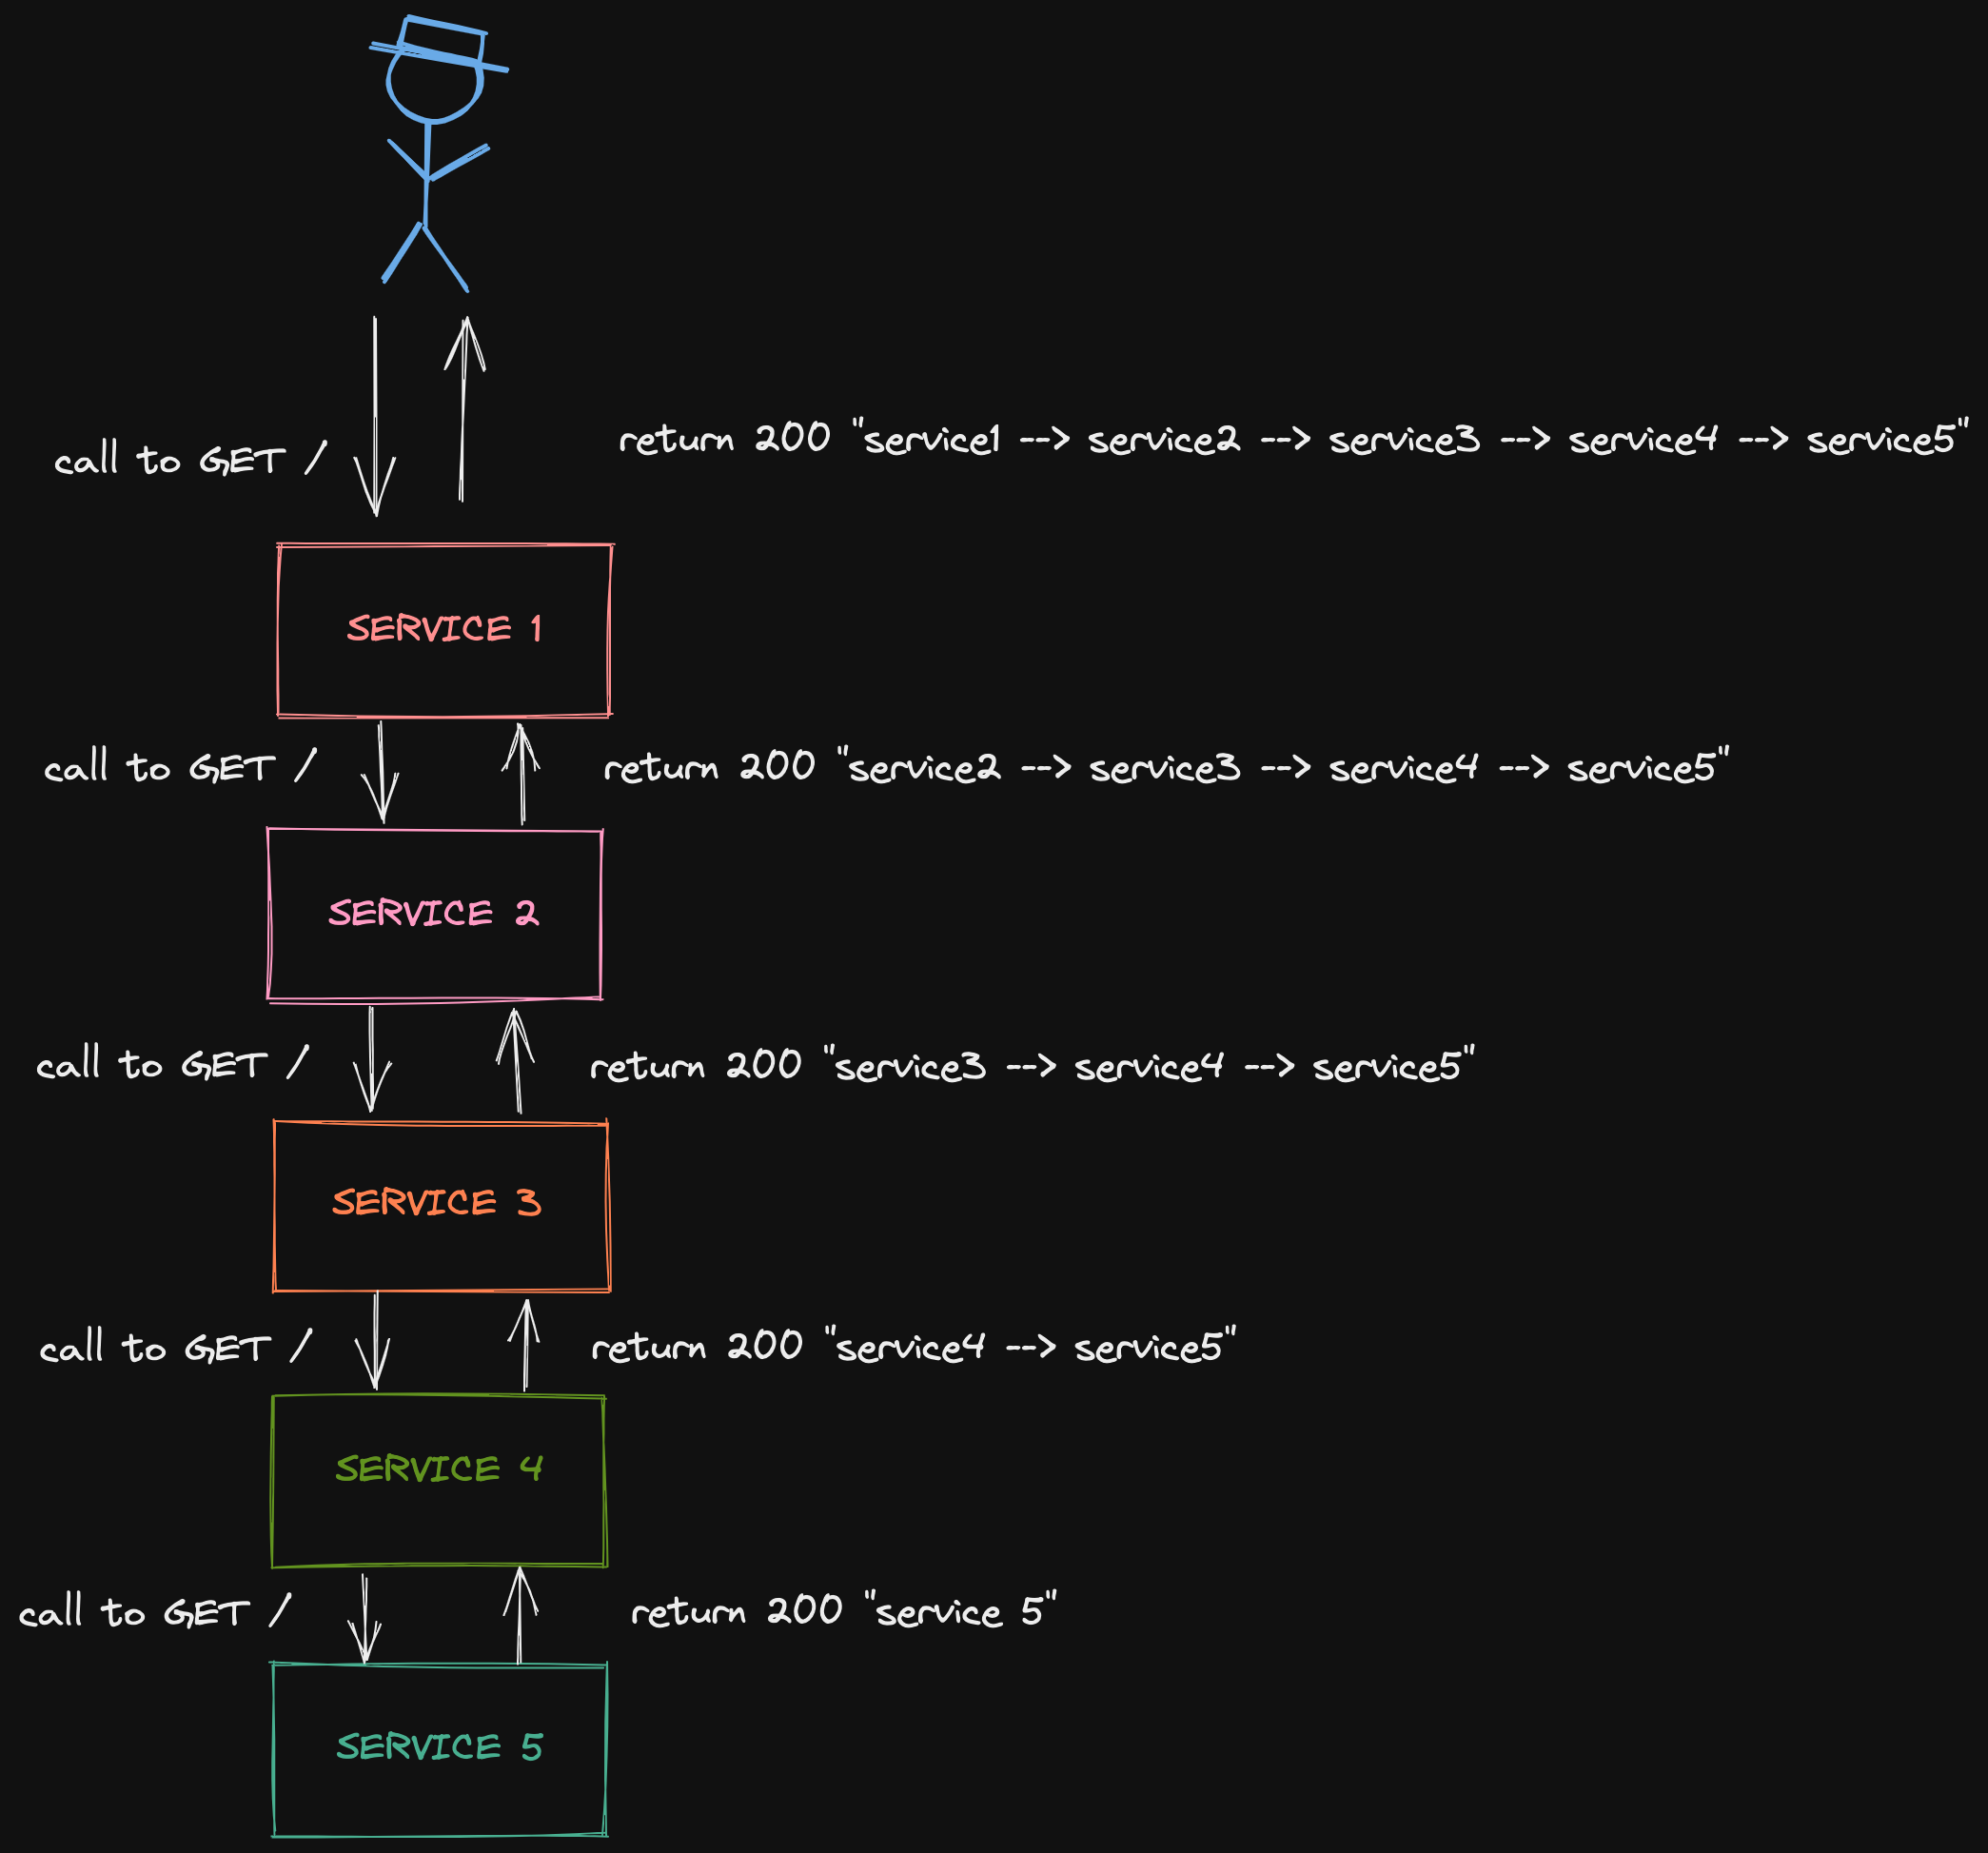 call to GET /
return 200 "service1 --> service2 --> service3 --> service4 --> service5"
SERVICE 1
call to GET /
return 200 "service2 --> service3 --> service4 --> service5"
SERVICE 2
call to GET /
return 200 "service3 --> service4 --> service5"
SERVICE 3
call to GET /
return 200 "service4 --> service5"
SERVICE 4
call to GET /
return 200 "service 5"
SERVICE 5